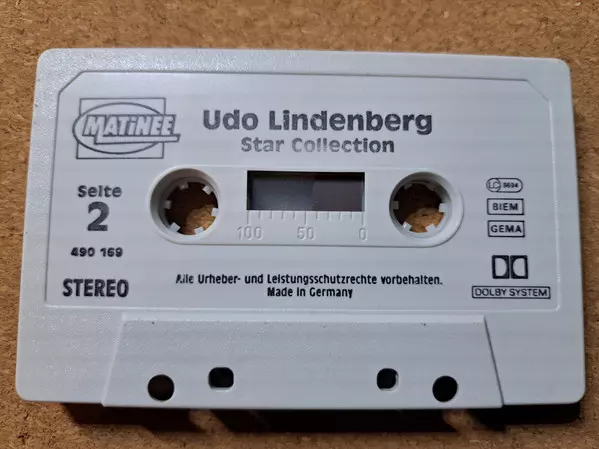 MATINEE
Udo Lindenberg
Star Collection
Seite
2
490 169
STEREO
100 50 0
LC
BIEM
GEMA
DOLBY SYSTEM
Alle Urheber- und Leistungsschutzrechte vorbehalten.
Made in Germany